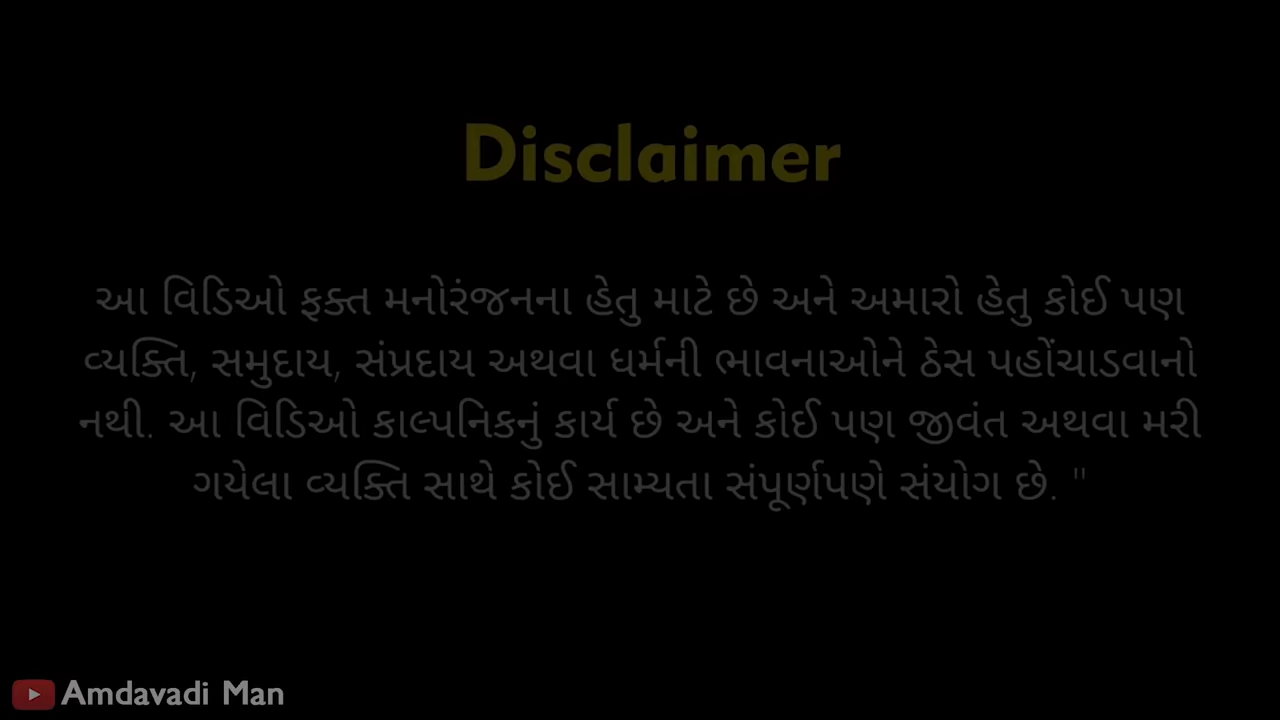 Disclaimer
આ વિડિઓ ફક્ત મનોરંજનના હેતુ માટે છે અને અમારો હેતુ કોઈ પણ
વ્યક્તિ, સમુદાય, સંપ્રદાય અથવા ધર્મની ભાવનાઓને ઠેસ પહોંચાડવાનો
નથી. આ વિડિઓ કાલ્પનિકનું કાર્ય છે અને કોઈ પણ જીવંત અથવા મરી
ગયેલા વ્યક્તિ સાથે કોઈ સામ્યતા સંપૂર્ણપણે સંયોગ છે. "
Amdavadi Man